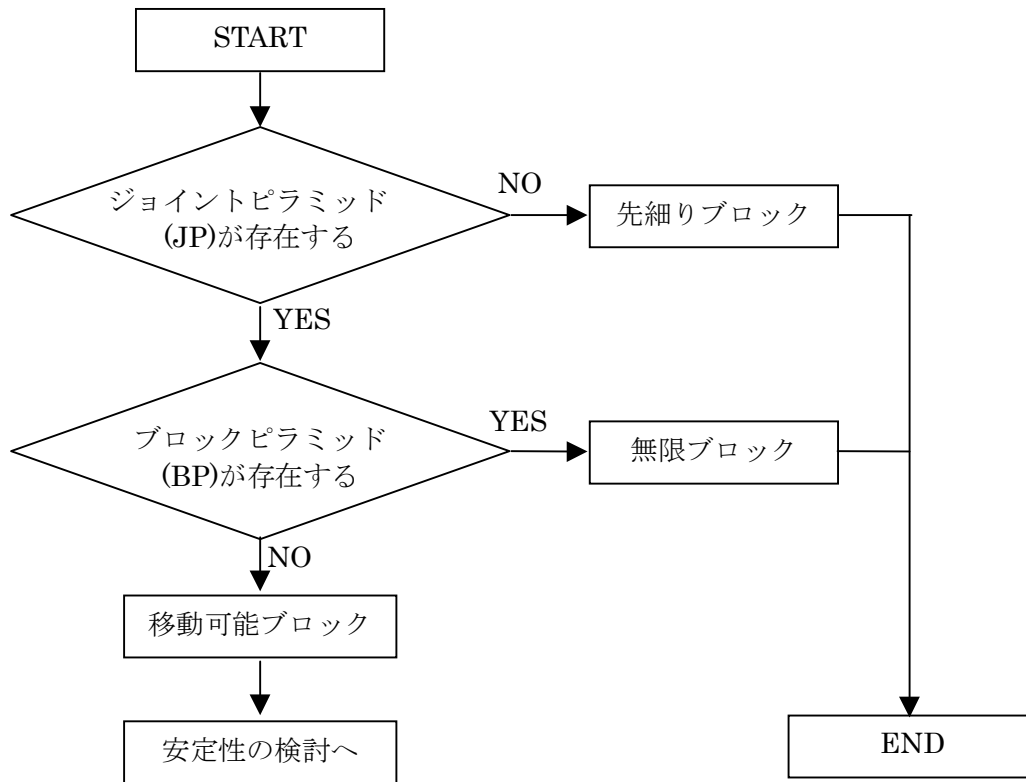 START
ジョイントピラミッド
(JP)が存在する
NO
先細りブロック
YES
ブロックピラミッド
(BP)が存在する
YES
無限ブロック
NO
移動可能ブロック
安定性の検討へ
END